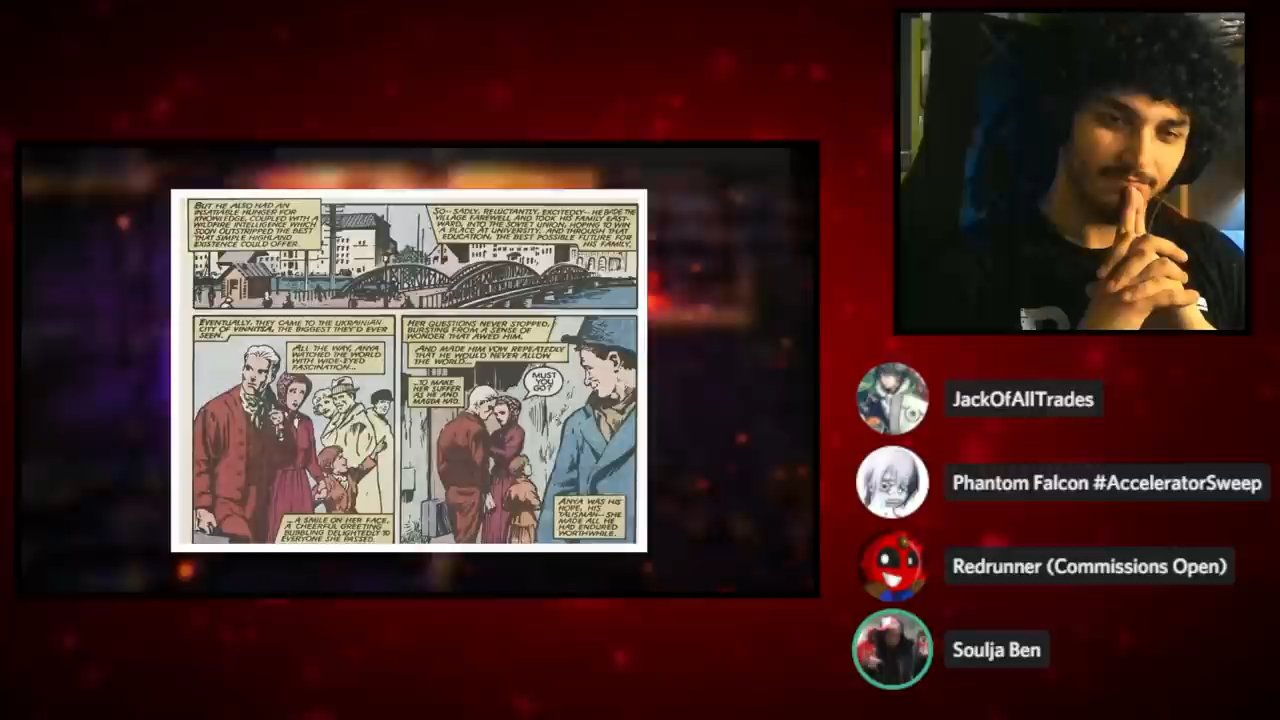 BUT HE ALSO HAD AN
INSATIABLE HUNGER FOR
KNOWLEDGE, COUPLED WITH A
WILDFIRE INTELLIGENCE WHICH
SOON OUTSTRIPPED THE BEST
THAT SIMPLE HIGHLAND
EXISTENCE COULD OFFER.
SO--SADLY, RELUCTANTLY, EXCITEDLY--HE BADE THE
VILLAGE FAREWELL AND TOOK HIS FAMILY EAST-
WARD, INTO THE SOVIET UNION, HOPING TO WIN
A PLACE AT UNIVERSITY, AND THROUGH THAT
EDUCATION, THE BEST POSSIBLE FUTURE FOR
HIS FAMILY.
EVENTUALLY, THEY CAME TO THE UKRAINIAN
CITY OF VINNITSA, THE BIGGEST THEY'D EVER
SEEN.
ALL THE WAY, ANYA
WATCHED THE WORLD
WITH WIDE-EYED
FASCINATION...
...A SMILE ON HER FACE,
A CHEERFUL GREETING
BUBBLING DELIGHTEDLY TO
EVERYONE SHE PASSED.
HER QUESTIONS NEVER STOPPED,
BURSTING FROM A SENSE OF
WONDER THAT AWED HIM.
AND MADE HIM VOW REPEATEDLY
THAT HE WOULD NEVER ALLOW
THE WORLD...
...TO MAKE
HER SUFFER
AS HE AND
MAGDA HAD.
MUST
YOU
GO?
ANYA WAS HIS
HOPE, HIS
TALISMAN--SHE
MADE ALL HE
HAD ENDURED
WORTHWHILE.
JackOfAllTrades
Phantom Falcon #AcceleratorSweep
Redrunner (Commissions Open)
Soulja Ben